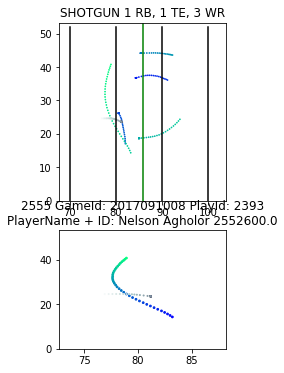 SHOTGUN 1 RB, 1 TE, 3 WR
50
40
30
20
10
0
70 80 90 100
2555 GameId: 2017091008 PlayId: 2393
PlayerName + ID: Nelson Agholor 2552600.0
40
20
0
75 80 85